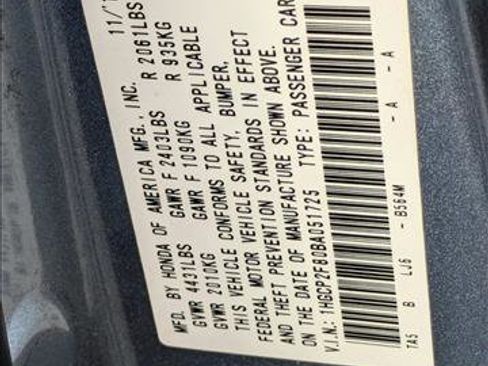 MFD. BY HONDA OF AMERICA MFG., INC. 11/
GVWR 4431LBS GAWR F 2403LBS R 2061LBS
GVWR 2010KG GAWR F 1090KG R 935KG
THIS VEHICLE CONFORMS TO ALL APPLICABLE
FEDERAL MOTOR VEHICLE SAFETY, BUMPER,
AND THEFT PREVENTION STANDARDS IN EFFECT
ON THE DATE OF MANUFACTURE SHOWN ABOVE.
V.I.N.: 1HGCP2F80BA051725 TYPE: PASSENGER CAR
TA5 B LJ6 - B564M - A - A